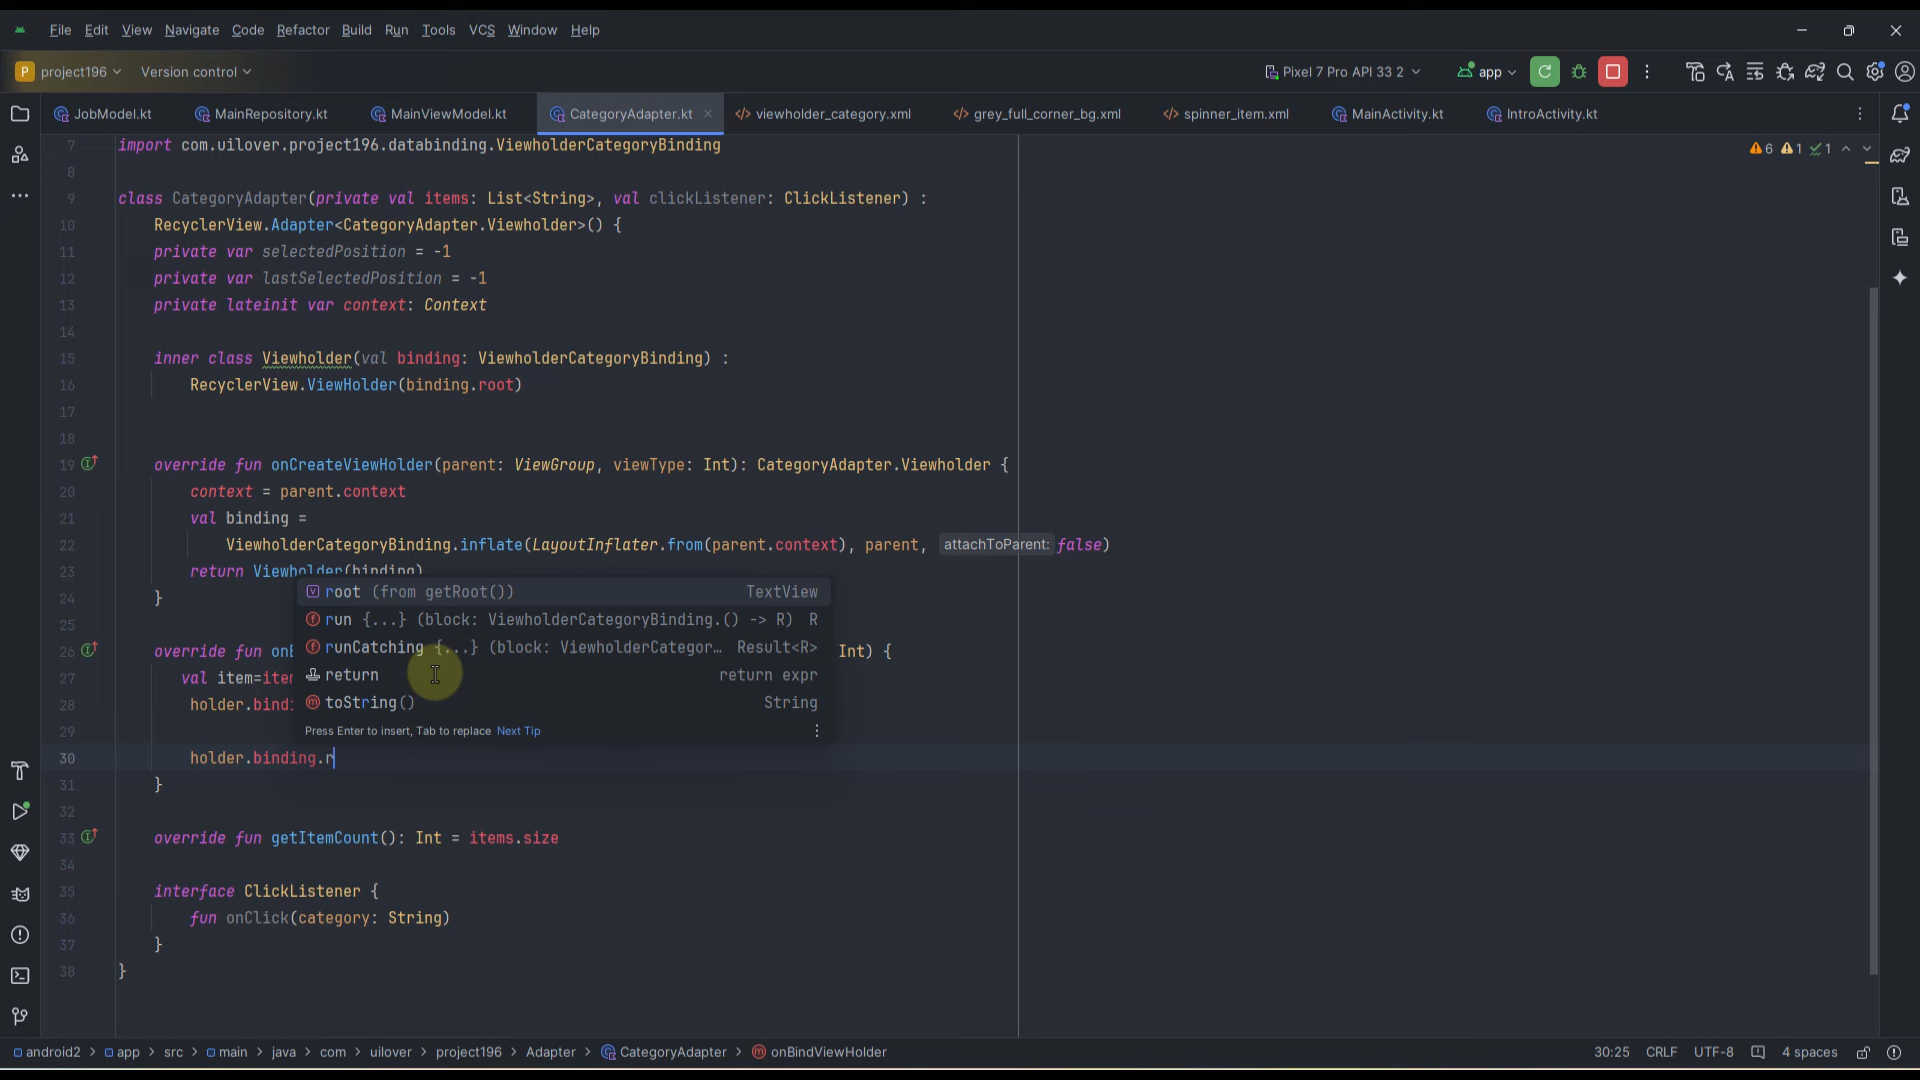 File Edit View Navigate Code Refactor Build Run Tools VCS Window Help
P project196 Version control Pixel 7 Pro API 33 2 app
JobModel.kt MainRepository.kt MainViewModel.kt CategoryAdapter.kt viewholder_category.xml grey_full_corner_bg.xml spinner_item.xml MainActivity.kt IntroActivity.kt
7 import com.uilover.project196.databinding.ViewholderCategoryBinding 6 1 1
8
9 class CategoryAdapter(private val items: List<String>, val clickListener: ClickListener) :
10 RecyclerView.Adapter<CategoryAdapter.Viewholder>() {
11 private var selectedPosition = -1
12 private var lastSelectedPosition = -1
13 private lateinit var context: Context
14
15 inner class Viewholder(val binding: ViewholderCategoryBinding) :
16 RecyclerView.ViewHolder(binding.root)
17
18
19 override fun onCreateViewHolder(parent: ViewGroup, viewType: Int): CategoryAdapter.Viewholder {
20 context = parent.context
21 val binding =
22 ViewholderCategoryBinding.inflate(LayoutInflater.from(parent.context), parent, attachToParent: false)
23 return Viewholder(binding)
24 }
root (from getRoot()) TextView
25
run {...} (block: ViewholderCategoryBinding.() -> R) R
26 override fun onB Int) {
runCatching {...} (block: ViewholderCategor... Result<R>
27 val item=item
return return expr
28 holder.bindi
toString() String
29
Press Enter to insert, Tab to replace Next Tip
30 holder.binding.r
31 }
32
33 override fun getItemCount(): Int = items.size
34
35 interface ClickListener {
36 fun onClick(category: String)
37 }
38 }
android2 > app > src > main > java > com > uilover > project196 > Adapter > CategoryAdapter > onBindViewHolder 30:25 CRLF UTF-8 4 spaces